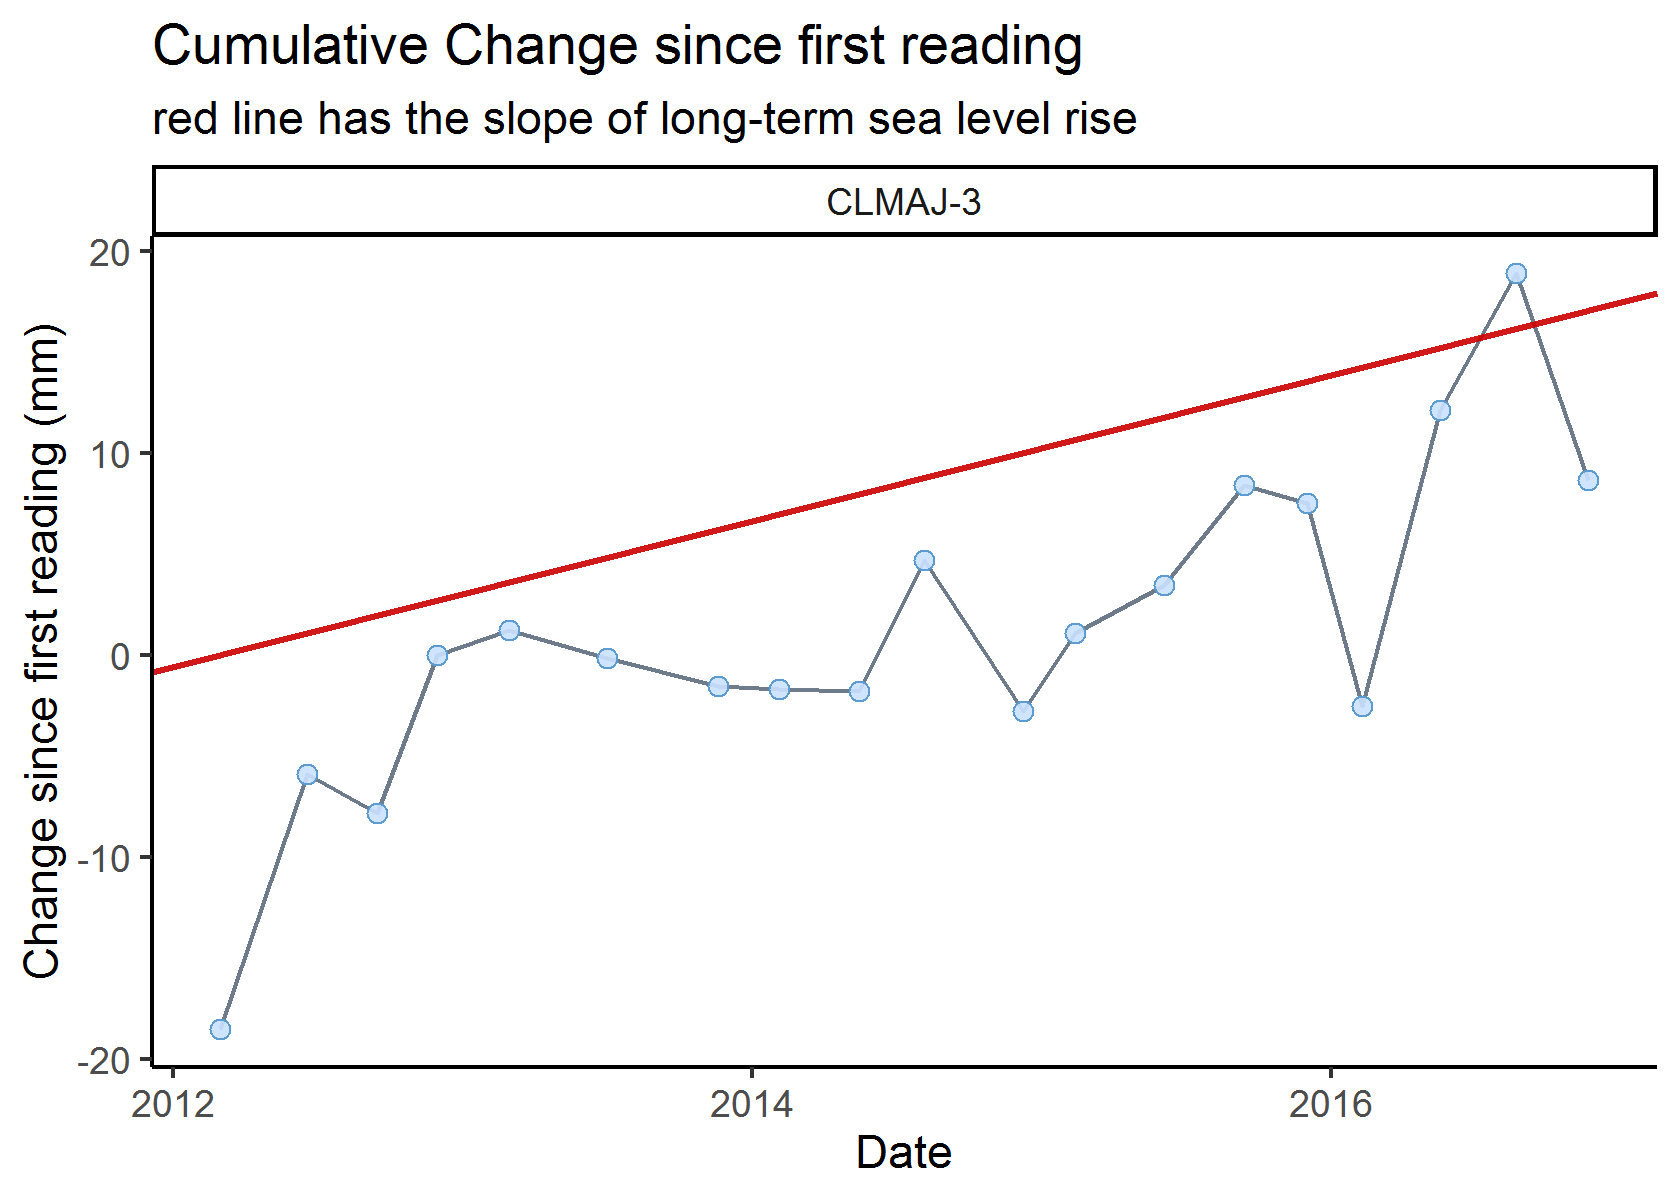 Cumulative Change since first reading
red line has the slope of long-term sea level rise
CLMAJ-3
Change since first reading (mm)
20
10
0
-10
-20
2012 2014 2016
Date